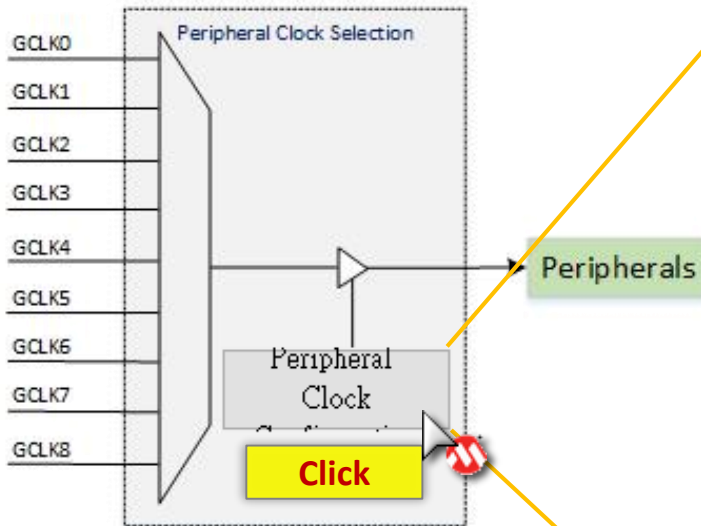 Peripheral Clock Selection
GCLK0
GCLK1
GCLK2
GCLK3
GCLK4
GCLK5
GCLK6
GCLK7
GCLK8
Peripherals
Peripheral
Clock
Click